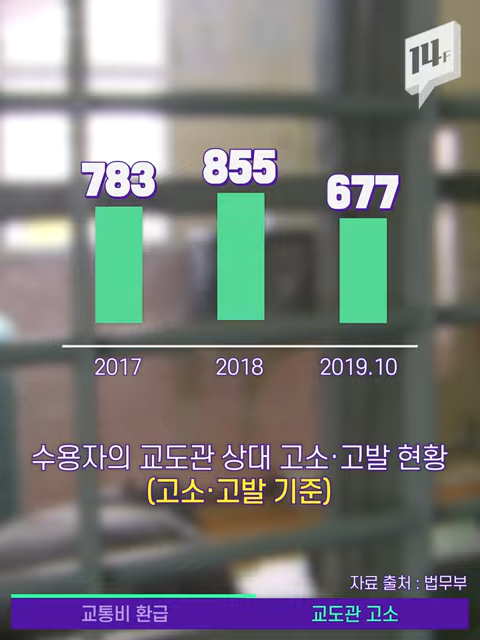 14F
783
855
677
2017
2018
2019.10
수용자의 교도관 상대 고소·고발 현황
(고소·고발 기준)
자료 출처 : 법무부
교통비 환급
교도관 고소